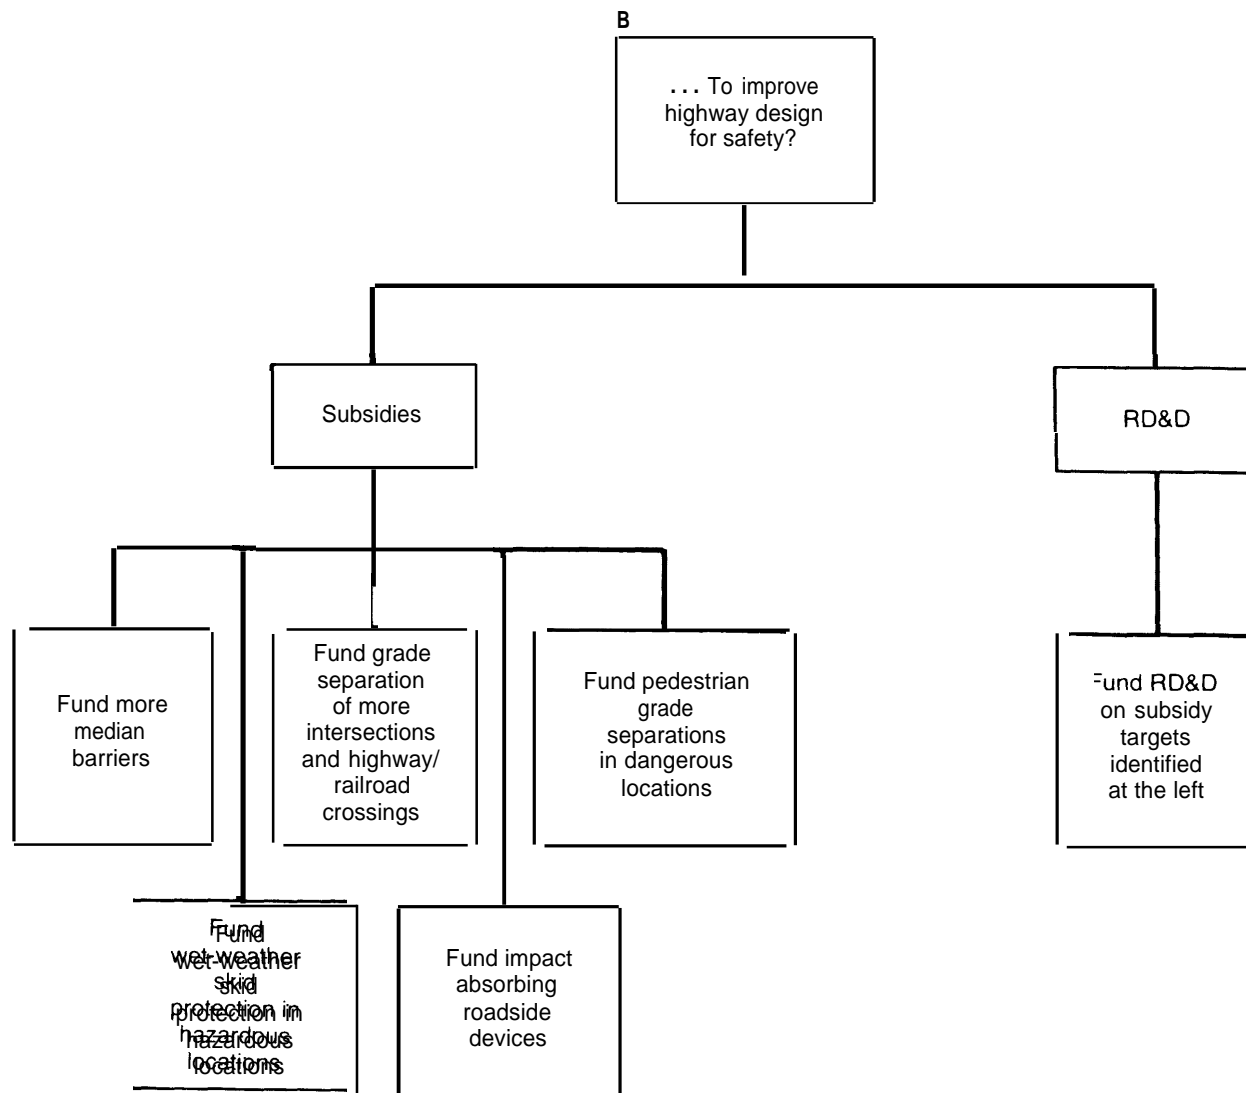 B
... To improve
highway design
for safety?
Subsidies
RD&D
Fund more
median
barriers
Fund grade
separation
of more
intersections
and highway/
railroad
crossings
Fund pedestrian
grade
separations
in dangerous
locations
Fund RD&D
on subsidy
targets
identified
at the left
Fund
wet-weather
skid
protection in
hazardous
locations
Fund impact
absorbing
roadside
devices